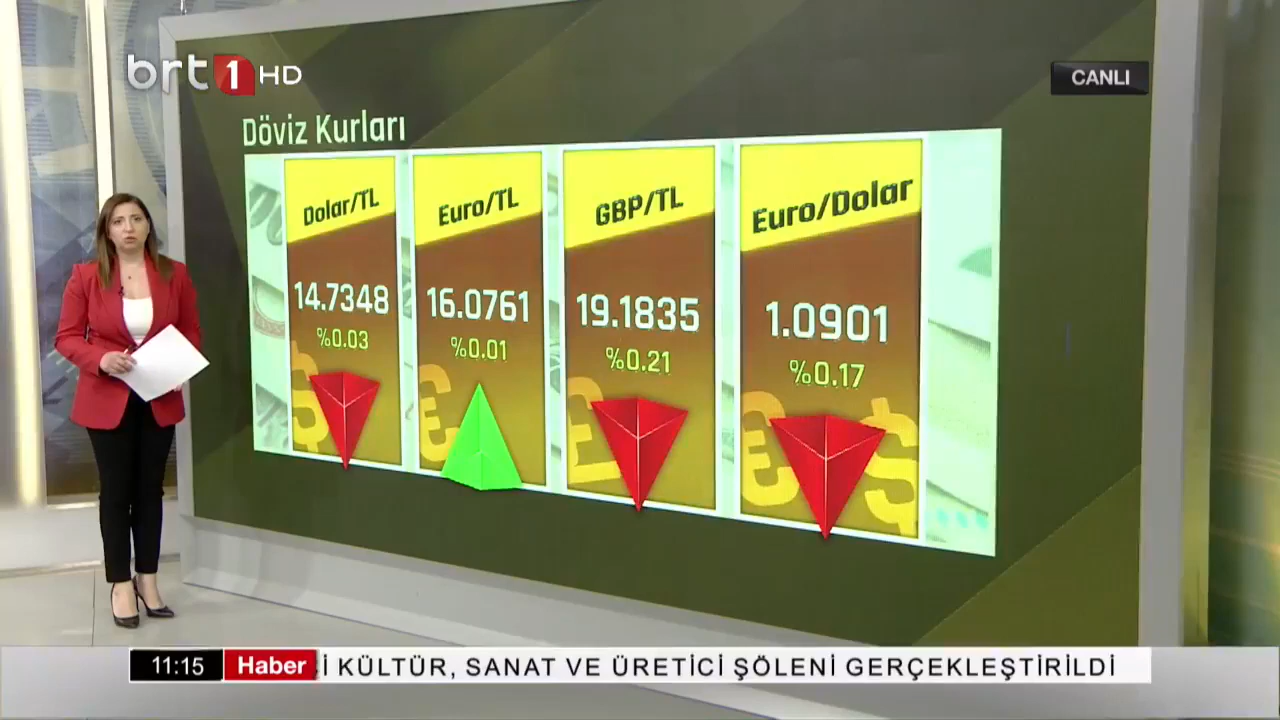 brt 1 HD
CANLI
Döviz Kurları
Dolar/TL
14.7348
%0.03
Euro/TL
16.0761
%0.01
GBP/TL
19.1835
%0.21
Euro/Dolar
1.0901
%0.17
11:15 Haber İ KÜLTÜR, SANAT VE ÜRETİCİ ŞÖLENİ GERÇEKLEŞTİRİLDİ